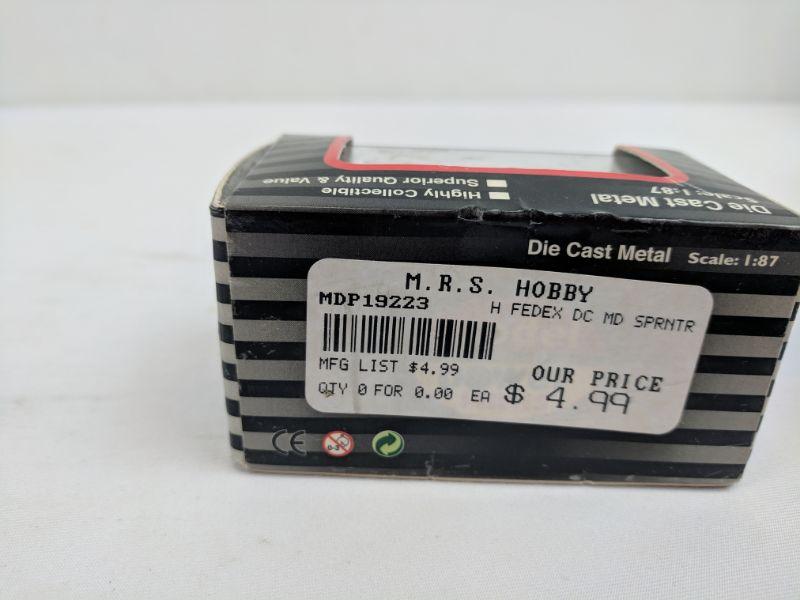 Superior Quality & Value
Highly Collectible
Scale: 1:87
Die Cast Metal
Die Cast Metal Scale: 1:87
M.R.S. HOBBY
MDP19223 H FEDEX DC MD SPRNTR
MFG LIST $4.99
OUR PRICE
QTY 0 FOR 0.00 EA $ 4.99
CE 0-3